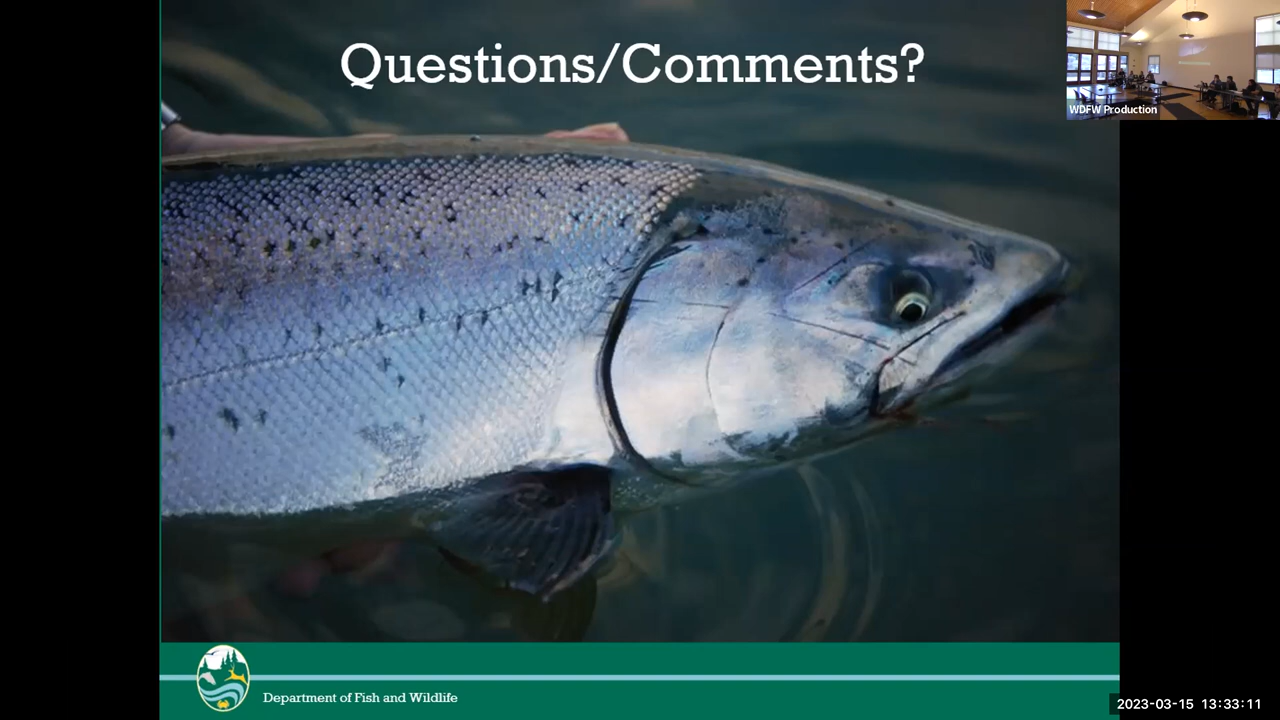 Questions/Comments?
WDFW Production
Department of Fish and Wildlife
2023-03-15 13:33:11